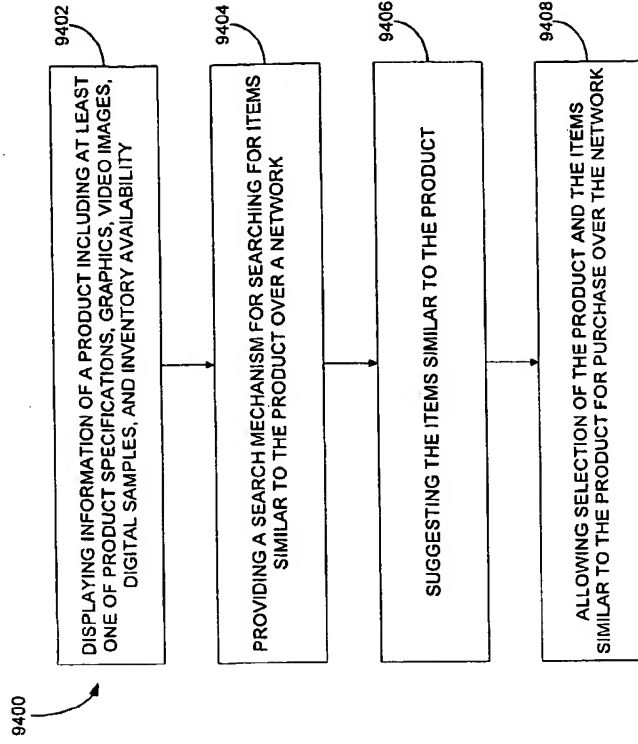 9400
9402
DISPLAYING INFORMATION OF A PRODUCT INCLUDING AT LEAST
ONE OF PRODUCT SPECIFICATIONS, GRAPHICS, VIDEO IMAGES,
DIGITAL SAMPLES, AND INVENTORY AVAILABILITY
9404
PROVIDING A SEARCH MECHANISM FOR SEARCHING FOR ITEMS
SIMILAR TO THE PRODUCT OVER A NETWORK
9406
SUGGESTING THE ITEMS SIMILAR TO THE PRODUCT
9408
ALLOWING SELECTION OF THE PRODUCT AND THE ITEMS
SIMILAR TO THE PRODUCT FOR PURCHASE OVER THE NETWORK